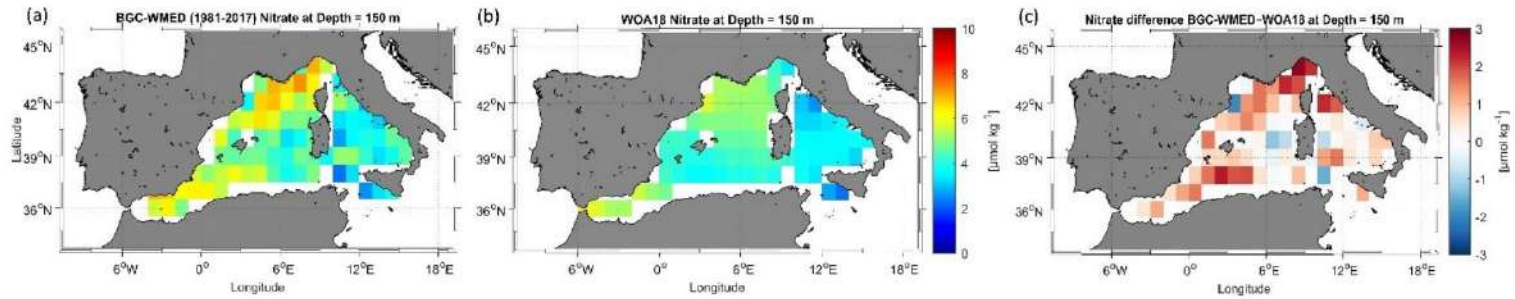 (a)
BGC-WMED (1981-2017) Nitrate at Depth = 150 m
45°N
42°N
39°N
36°N
Latitude
6°W 0° 6°E 12°E 18°E
Longitude
(b)
WOA18 Nitrate at Depth = 150 m
45°N
42°N
39°N
36°N
6°W 0° 6°E 12°E 18°E
Longitude
10
8
6
4
2
0
[µmol kg⁻¹]
(c)
Nitrate difference BGC-WMED-WOA18 at Depth = 150 m
45°N
42°N
39°N
36°N
6°W 0° 6°E 12°E 18°E
Longitude
3
2
1
0
-1
-2
-3
[µmol kg⁻¹]